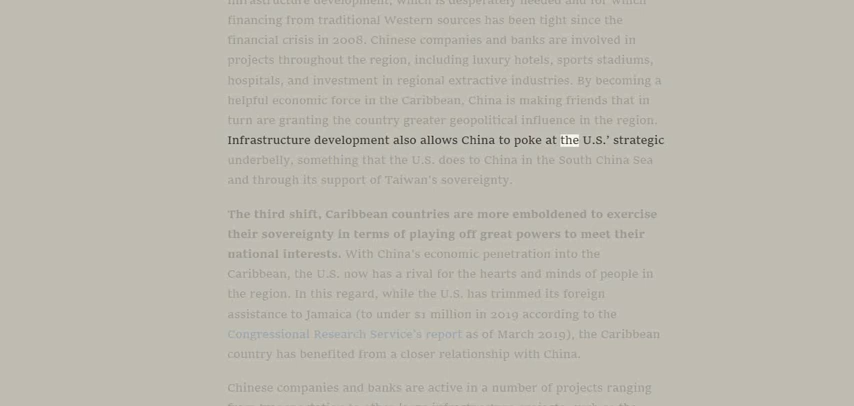 infrastructure development, which is desperately needed and for which
financing from traditional Western sources has been tight since the
financial crisis in 2008. Chinese companies and banks are involved in
projects throughout the region, including luxury hotels, sports stadiums,
hospitals, and investment in regional extractive industries. By becoming a
helpful economic force in the Caribbean, China is making friends that in
turn are granting the country greater geopolitical influence in the region.
Infrastructure development also allows China to poke at the U.S.’ strategic
underbelly, something that the U.S. does to China in the South China Sea
and through its support of Taiwan’s sovereignty.
The third shift, Caribbean countries are more emboldened to exercise
their sovereignty in terms of playing off great powers to meet their
national interests. With China’s economic penetration into the
Caribbean, the U.S. now has a rival for the hearts and minds of people in
the region. In this regard, while the U.S. has trimmed its foreign
assistance to Jamaica (to under $1 million in 2019 according to the
Congressional Research Service’s report as of March 2019), the Caribbean
country has benefited from a closer relationship with China.
Chinese companies and banks are active in a number of projects ranging